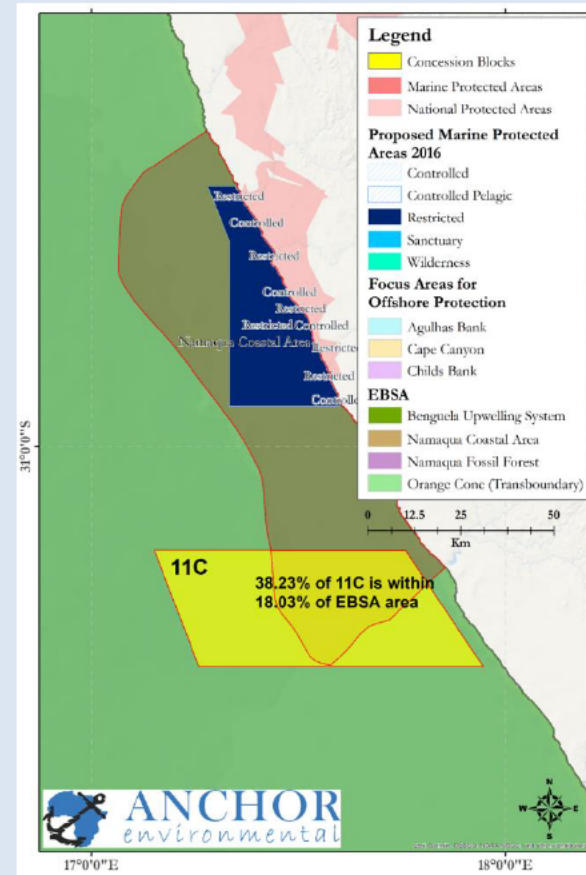 Legend
Concession Blocks
Marine Protected Areas
National Protected Areas
Proposed Marine Protected
Areas 2016
Controlled
Controlled Pelagic
Restricted
Sanctuary
Wilderness
Focus Areas for
Offshore Protection
Agulhas Bank
Cape Canyon
Childs Bank
EBSA
Benguela Upwelling System
Namaqua Coastal Area
Namaqua Fossil Forest
Orange Cone (Transboundary)
0 12.5 25 50
Km
Restricted
Controlled
Restricted
Controlled
Restricted
Restricted Controlled
Namaqua Coastal Area
Restricted
Restricted
Controlled
31°0'0"S
11C
38.23% of 11C is within
18.03% of EBSA area
ANCHOR
environmental
N
W E
S
17°0'0"E 18°0'0"E